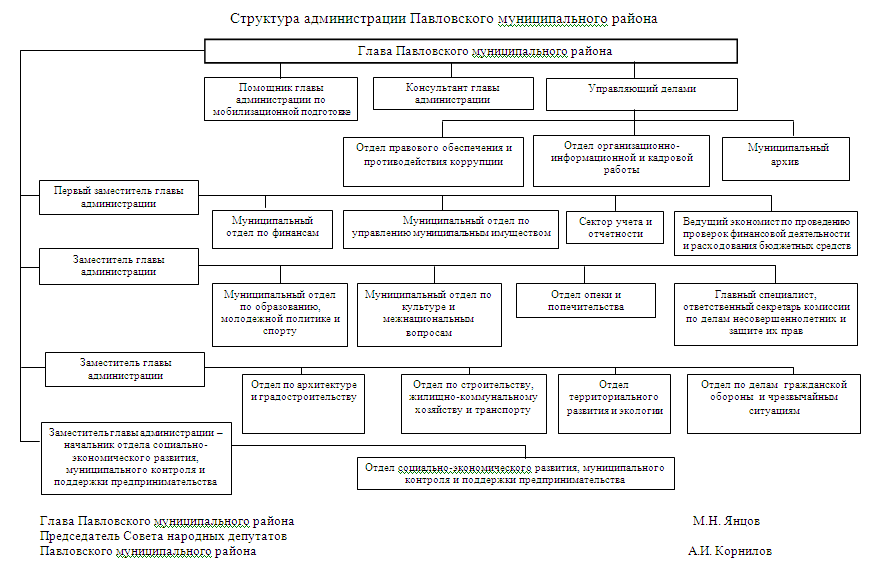 Структура администрации Павловского муниципального района
Глава Павловского муниципального района
Помощник главы
администрации по
мобилизационной подготовке
Консультант главы
администрации
Управляющий делами
Отдел правового обеспечения и
противодействия коррупции
Отдел организационно-
информационной и кадровой
работы
Муниципальный
архив
Первый заместитель главы
администрации
Муниципальный
отдел по финансам
Муниципальный отдел по
управлению муниципальным имуществом
Сектор учета и
отчетности
Ведущий экономист по проведению
проверок финансовой деятельности
и расходования бюджетных средств
Заместитель главы
администрации
Муниципальный отдел
по образованию,
молодежной политике и
спорту
Муниципальный отдел по
культуре и
межнациональным
вопросам
Отдел опеки и
попечительства
Главный специалист,
ответственный секретарь комиссии
по делам несовершеннолетних и
защите их прав
Заместитель главы
администрации
Отдел по архитектуре
и градостроительству
Отдел по строительству,
жилищно-коммунальному
хозяйству и транспорту
Отдел
территориального
развития и экологии
Отдел по делам гражданской
обороны и чрезвычайным
ситуациям
Заместитель главы администрации –
начальник отдела социально-
экономического развития,
муниципального контроля и
поддержки предпринимательства
Отдел социально-экономического развития, муниципального
контроля и поддержки предпринимательства
Глава Павловского муниципального района М.Н. Янцов
Председатель Совета народных депутатов
Павловского муниципального района А.И. Корнилов